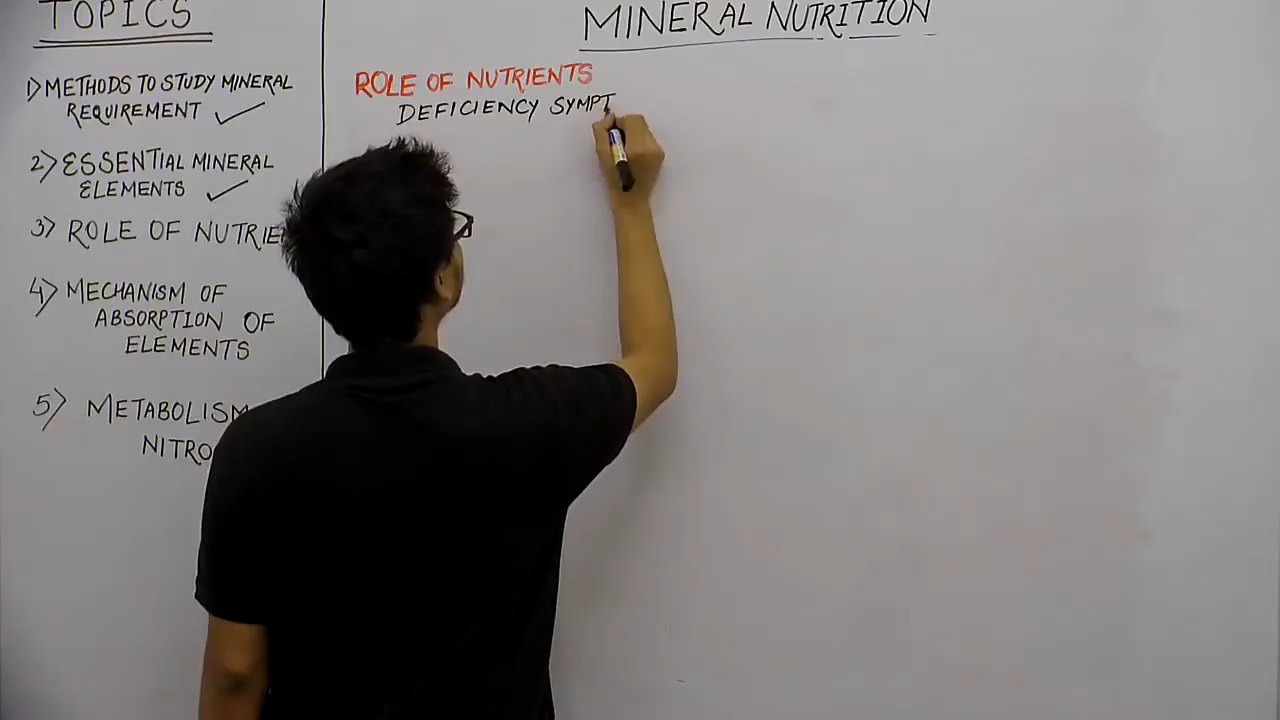 TOPICS
1) METHODS TO STUDY MINERAL
REQUIREMENT
2) ESSENTIAL MINERAL
ELEMENTS
3) ROLE OF NUTRIE
4) MECHANISM OF
ABSORPTION OF
ELEMENTS
5) METABOLISM
NITRO
MINERAL NUTRITION
ROLE OF NUTRIENTS
DEFICIENCY SYMPT